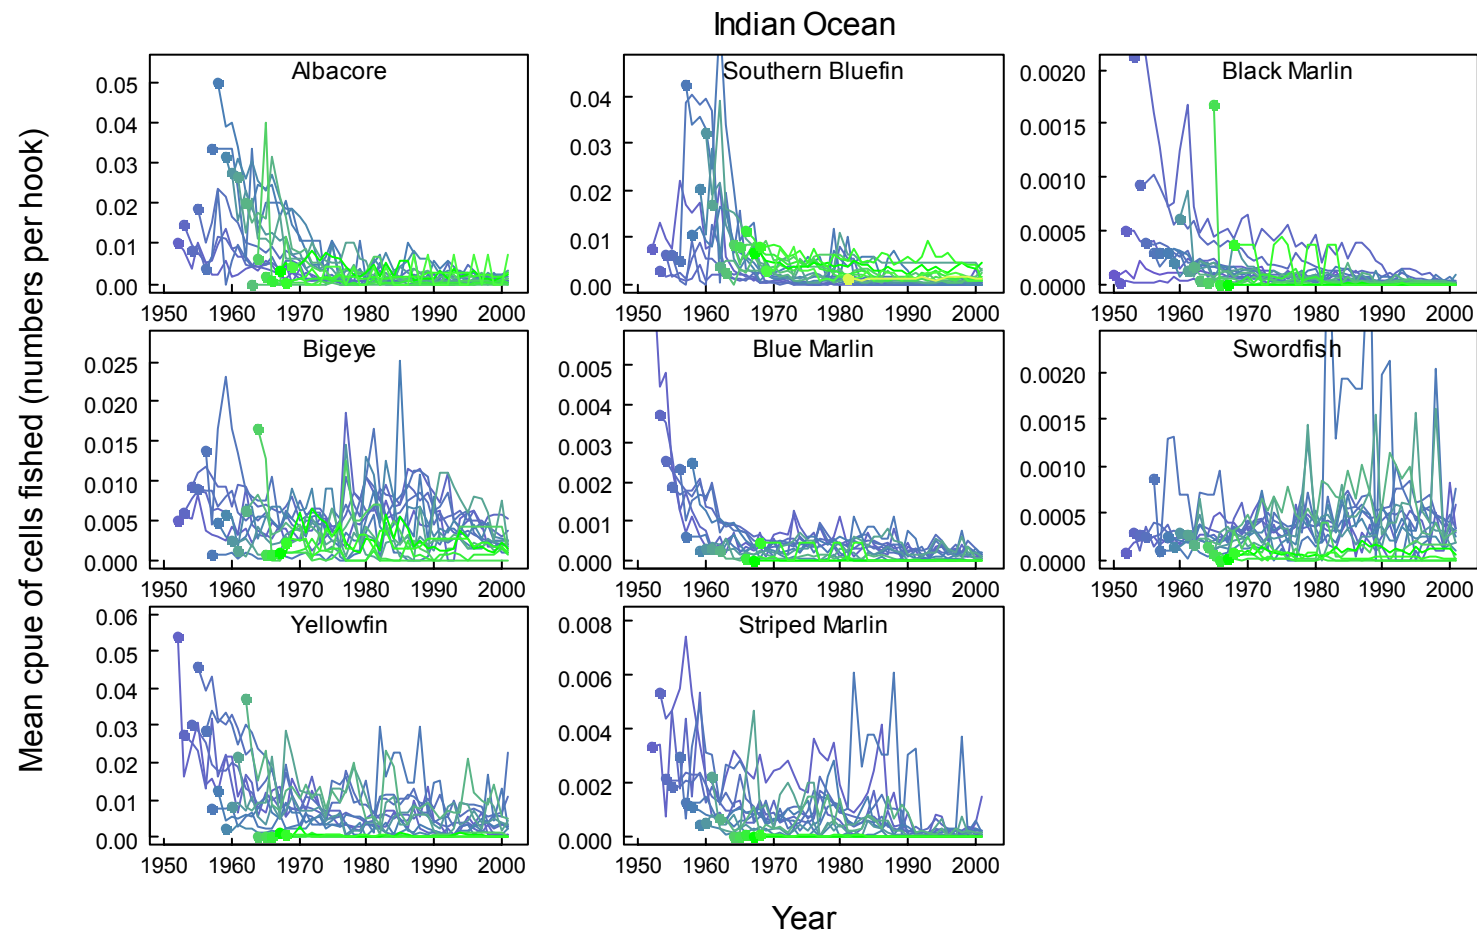 Indian Ocean
Mean cpue of cells fished (numbers per hook)
Albacore
0.05
0.04
0.03
0.02
0.01
0.00
1950 1960 1970 1980 1990 2000
Southern Bluefin
0.04
0.03
0.02
0.01
0.00
1950 1960 1970 1980 1990 2000
Black Marlin
0.0020
0.0015
0.0010
0.0005
0.0000
1950 1960 1970 1980 1990 2000
Bigeye
0.025
0.020
0.015
0.010
0.005
0.000
1950 1960 1970 1980 1990 2000
Blue Marlin
0.005
0.004
0.003
0.002
0.001
0.000
1950 1960 1970 1980 1990 2000
Swordfish
0.0020
0.0015
0.0010
0.0005
0.0000
1950 1960 1970 1980 1990 2000
Yellowfin
0.06
0.05
0.04
0.03
0.02
0.01
0.00
1950 1960 1970 1980 1990 2000
Striped Marlin
0.008
0.006
0.004
0.002
0.000
1950 1960 1970 1980 1990 2000
Year